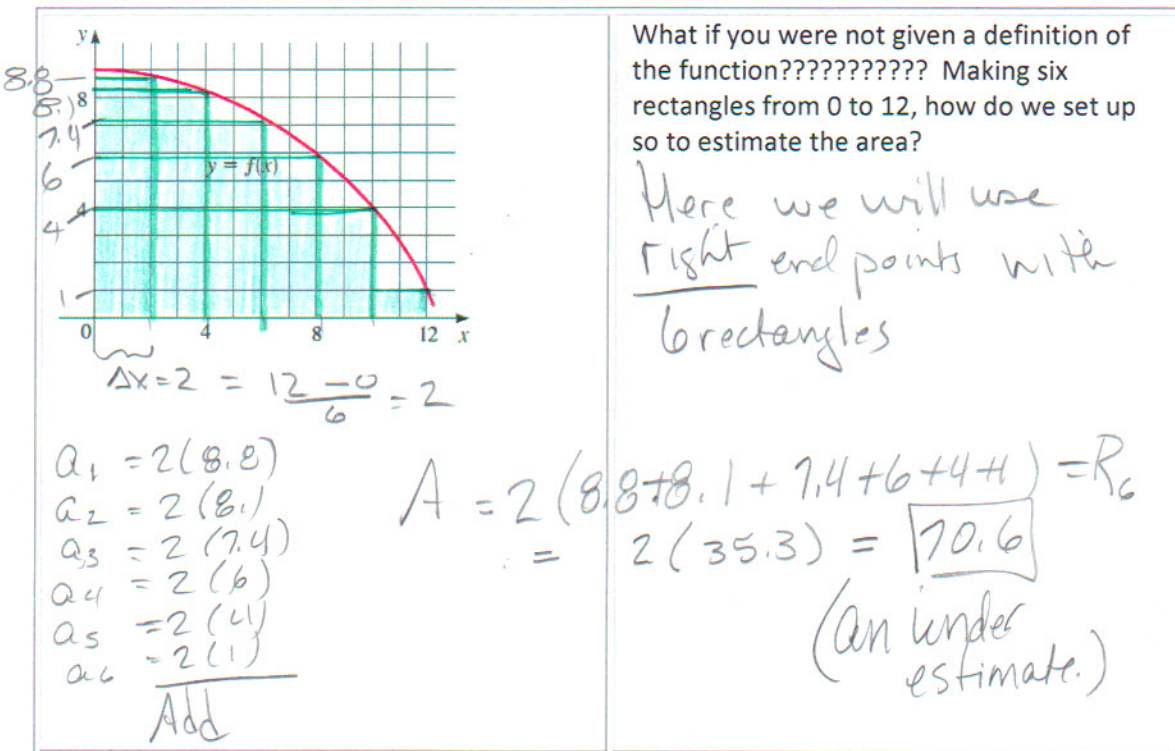 y
8.8
8.1
8
7.4
6
4
4
1
y = f(x)
0
4
8
12
x
Δx=2 = 12 - 0 / 6 = 2
a1 = 2(8.8)
a2 = 2(8.1)
a3 = 2(7.4)
a4 = 2(6)
a5 = 2(4)
a6 = 2(1)
Add
What if you were not given a definition of
the function??????????? Making six
rectangles from 0 to 12, how do we set up
so to estimate the area?
Here we will use
right end points with
6 rectangles
A = 2(8.8+8.1+7.4+6+4+1) = R6
= 2(35.3) = 70.6
(an under
estimate.)